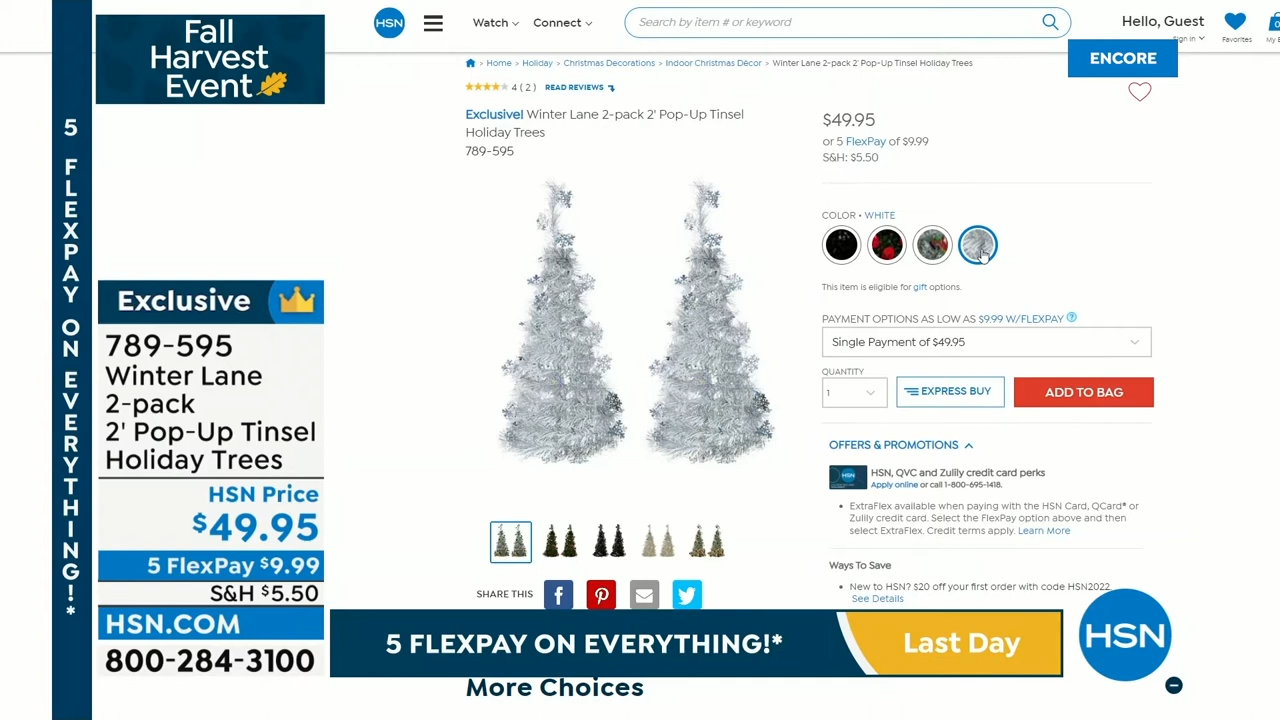 Fall
Harvest
Event
5 FLEXPAY ON EVERYTHING!*
Exclusive
789-595
Winter Lane
2-pack
2' Pop-Up Tinsel
Holiday Trees
HSN Price
$49.95
5 FlexPay $9.99
S&H $5.50
HSN.COM
800-284-3100
HSN
Watch
Connect
Search by item # or keyword
Hello, Guest
Sign In
Favorites
0
My B
ENCORE
> Home > Holiday > Christmas Decorations > Indoor Christmas Décor > Winter Lane 2-pack 2' Pop-Up Tinsel Holiday Trees
4 ( 2 ) READ REVIEWS
Exclusive! Winter Lane 2-pack 2' Pop-Up Tinsel
Holiday Trees
789-595
$49.95
or 5 FlexPay of $9.99
S&H: $5.50
COLOR • WHITE
This item is eligible for gift options.
PAYMENT OPTIONS AS LOW AS $9.99 W/FLEXPAY ?
Single Payment of $49.95
QUANTITY
1
EXPRESS BUY
ADD TO BAG
OFFERS & PROMOTIONS
HSN
HSN, QVC and Zulily credit card perks
Apply online or call 1-800-695-1418.
• ExtraFlex available when paying with the HSN Card, QCard® or
Zulily credit card. Select the FlexPay option above and then
select ExtraFlex. Credit terms apply. Learn More
Ways To Save
• New to HSN? $20 off your first order with code HSN2022.
See Details
SHARE THIS
5 FLEXPAY ON EVERYTHING!*
Last Day
HSN
More Choices